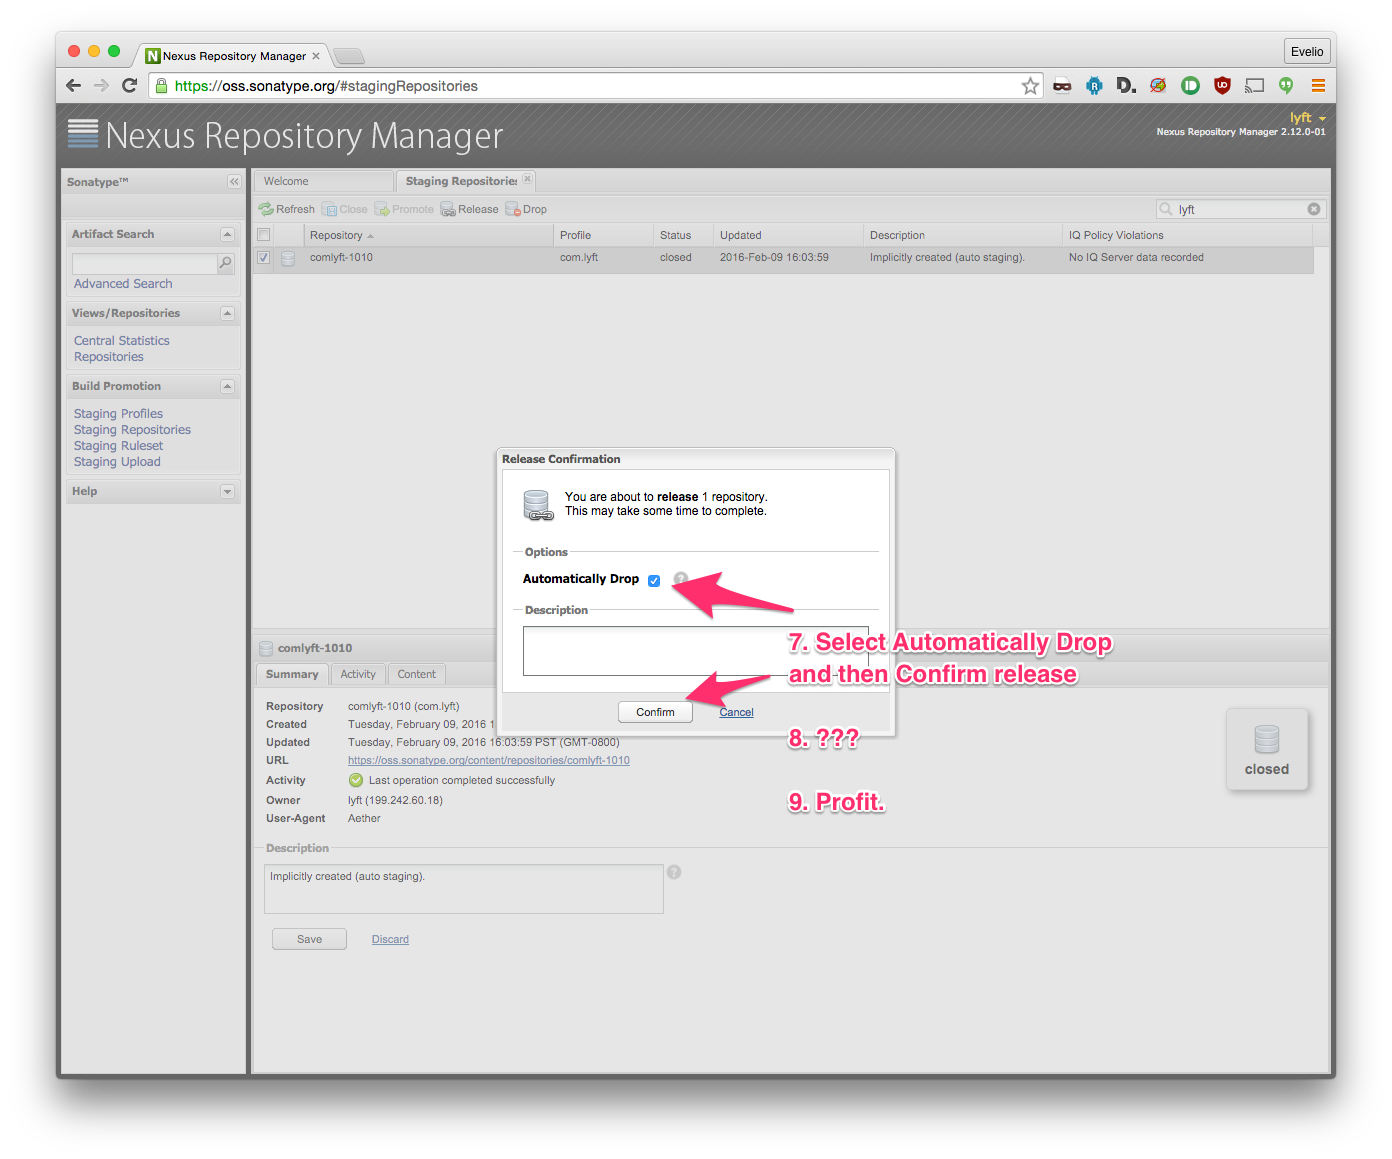 Nexus Repository Manager
Evelio
https://oss.sonatype.org/#stagingRepositories
Nexus Repository Manager
lyft
Nexus Repository Manager 2.12.0-01
Sonatype™
Welcome
Staging Repositories
Refresh Close Promote Release Drop
lyft
Artifact Search
Advanced Search
Views/Repositories
Central Statistics
Repositories
Build Promotion
Staging Profiles
Staging Repositories
Staging Ruleset
Staging Upload
Help
Repository Profile Status Updated Description IQ Policy Violations
comlyft-1010 com.lyft closed 2016-Feb-09 16:03:59 Implicitly created (auto staging). No IQ Server data recorded
Release Confirmation
You are about to release 1 repository.
This may take some time to complete.
Options
Automatically Drop
?
Description
Confirm Cancel
7. Select Automatically Drop
and then Confirm release
8. ???
9. Profit.
comlyft-1010
Summary Activity Content
Repository comlyft-1010 (com.lyft)
Created Tuesday, February 09, 2016 1
Updated Tuesday, February 09, 2016 16:03:59 PST (GMT-0800)
URL https://oss.sonatype.org/content/repositories/comlyft-1010
Activity Last operation completed successfully
Owner lyft (199.242.60.18)
User-Agent Aether
closed
Description
Implicitly created (auto staging).
?
Save Discard